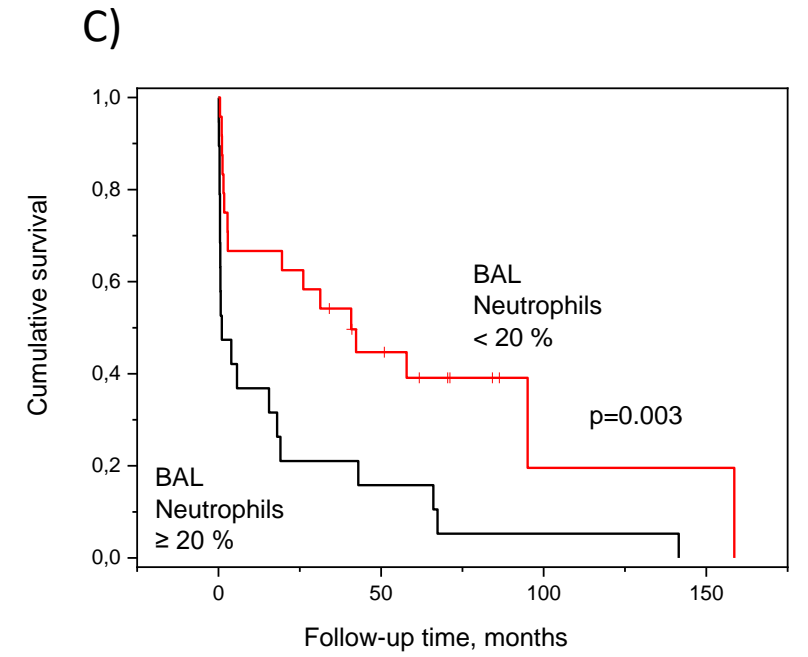 C)
1,0
0,8
0,6
0,4
0,2
0,0
Cumulative survival
BAL
Neutrophils
< 20 %
p=0.003
BAL
Neutrophils
≥ 20 %
0
50
100
150
Follow-up time, months